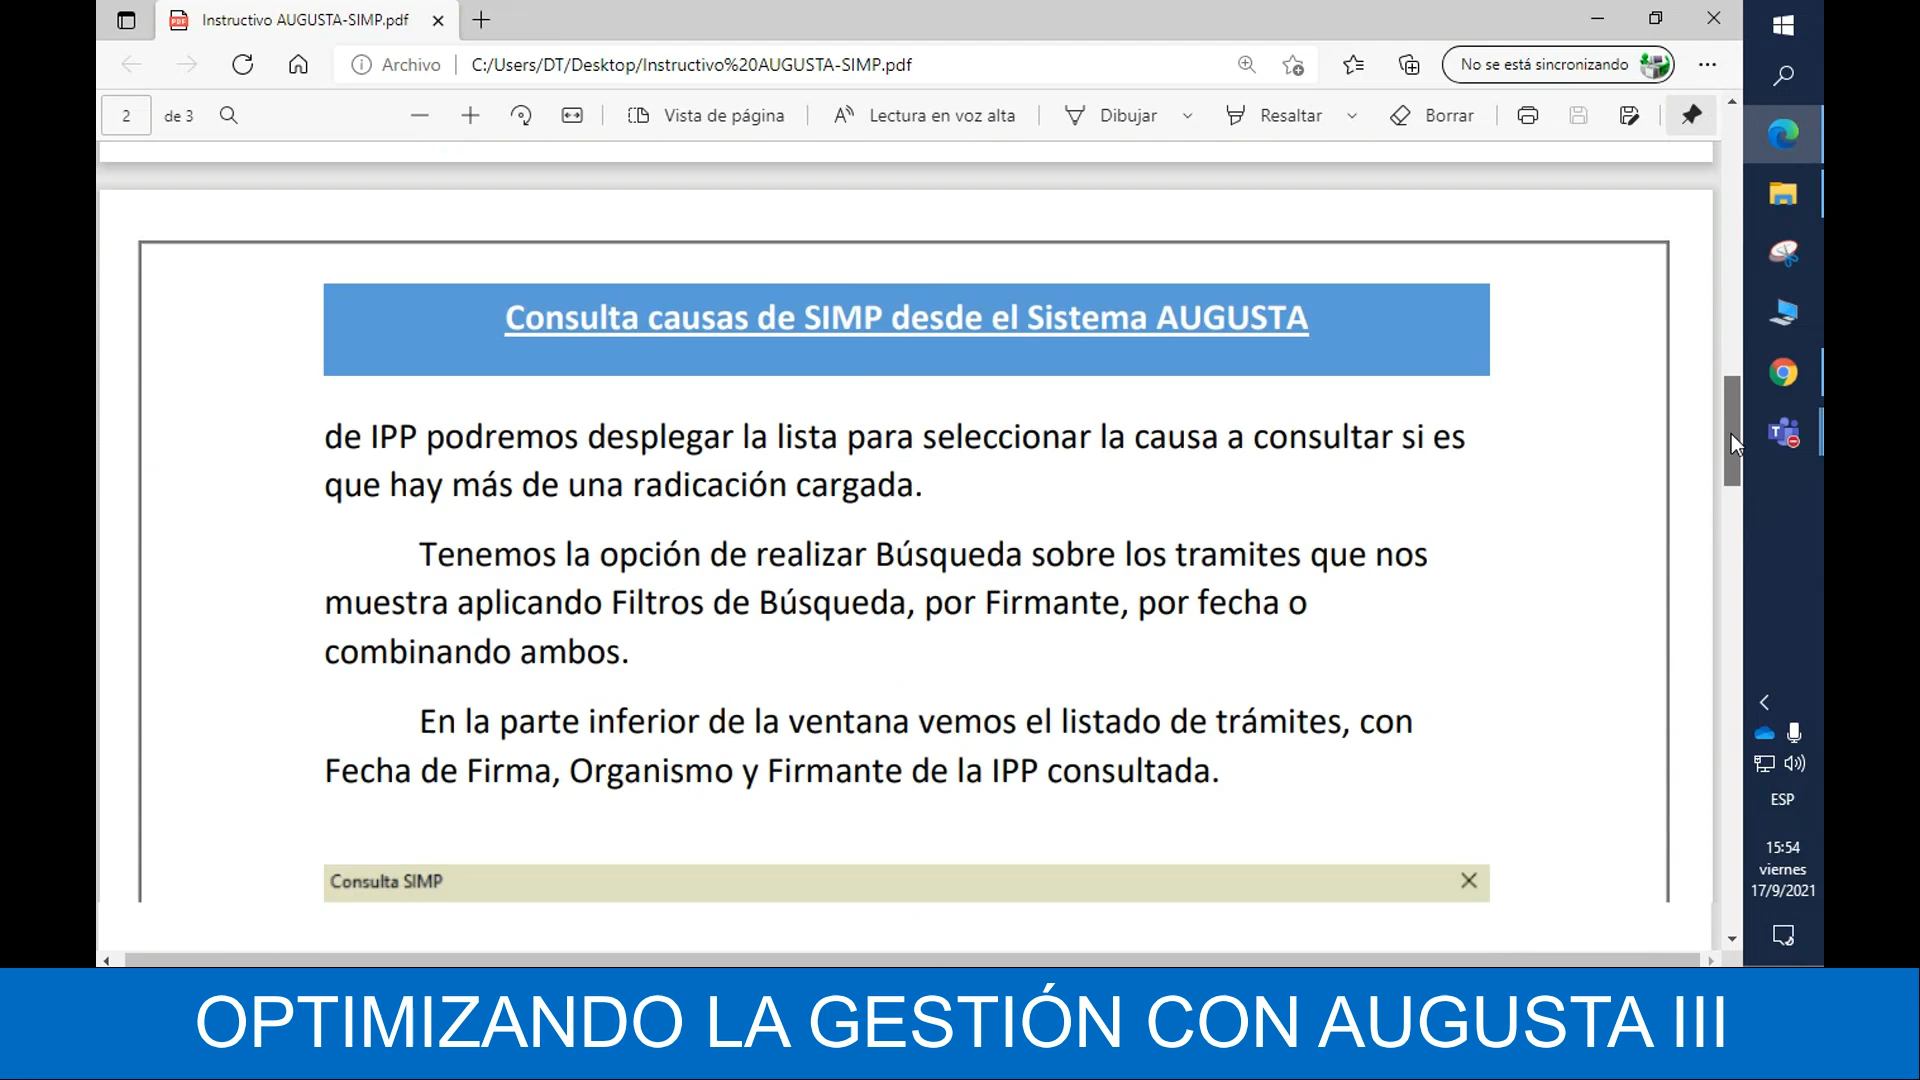 Instructivo AUGUSTA-SIMP.pdf
Archivo
C:/Users/DT/Desktop/Instructivo%20AUGUSTA-SIMP.pdf
No se está sincronizando
2 de 3
Vista de página
Lectura en voz alta
Dibujar
Resaltar
Borrar
Consulta causas de SIMP desde el Sistema AUGUSTA
de IPP podremos desplegar la lista para seleccionar la causa a consultar si es
que hay más de una radicación cargada.
Tenemos la opción de realizar Búsqueda sobre los tramites que nos
muestra aplicando Filtros de Búsqueda, por Firmante, por fecha o
combinando ambos.
En la parte inferior de la ventana vemos el listado de trámites, con
Fecha de Firma, Organismo y Firmante de la IPP consultada.
Consulta SIMP
ESP
15:54
viernes
17/9/2021
OPTIMIZANDO LA GESTIÓN CON AUGUSTA III